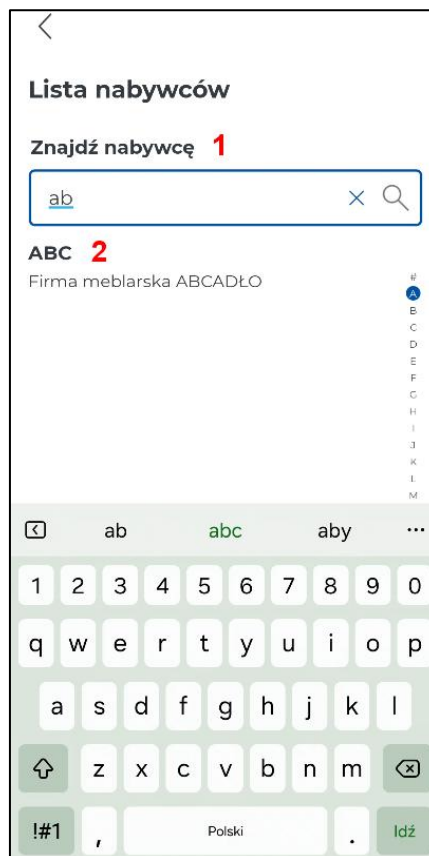 Lista nabywców
Znajdź nabywcę 1
ab
ABC 2
Firma meblarska ABCADŁO
#
A
B
C
D
E
F
G
H
I
J
K
L
M
ab abc aby ...
1 2 3 4 5 6 7 8 9 0
q w e r t y u i o p
a s d f g h j k l
z x c v b n m
!#1 , Polski . Idź